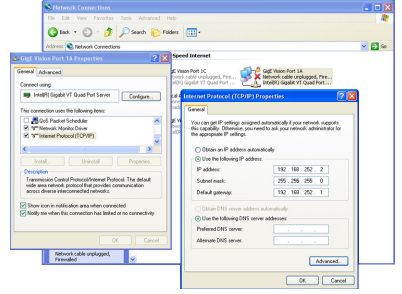 Network Connections
File Edit View Favorites Tools Advanced Help
Back Search Folders
Address Network Connections Go
Speed Internet
GigE Vision Port 1C
Network cable unplugged, Fire...
Intel(R) Gigabit VT Quad Port...
GigE Vision Port 1A
Network cable unplugged, Firewalled
Intel(R) Gigabit VT Quad Port...
GigE Vision Port 1A Properties
General Advanced
Connect using:
Intel(R) Gigabit VT Quad Port Server
Configure...
This connection uses the following items:
QoS Packet Scheduler
Network Monitor Driver
Internet Protocol (TCP/IP)
Install... Uninstall Properties
Description
Transmission Control Protocol/Internet Protocol. The default
wide area network protocol that provides communication
across diverse interconnected networks.
Show icon in notification area when connected
Notify me when this connection has limited or no connectivity
OK Cancel
Network cable unplugged,
Firewalled
Internet Protocol (TCP/IP) Properties
General
You can get IP settings assigned automatically if your network supports
this capability. Otherwise, you need to ask your network administrator for
the appropriate IP settings.
Obtain an IP address automatically
Use the following IP address:
IP address: 192 . 168 . 252 . 2
Subnet mask: 255 . 255 . 255 . 0
Default gateway: 192 . 168 . 252 . 1
Obtain DNS server address automatically
Use the following DNS server addresses:
Preferred DNS server:
Alternate DNS server:
Advanced...
OK Cancel